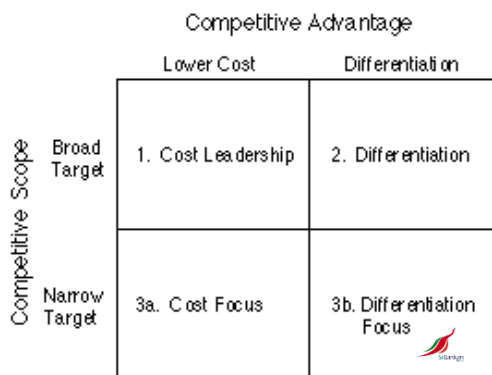 Competitive Advantage
Lower Cost
Differentiation
Competitive Scope
Broad
Target
1. Cost Leadership
2. Differentiation
Narrow
Target
3a. Cost Focus
3b. Differentiation
Focus
SriLankan